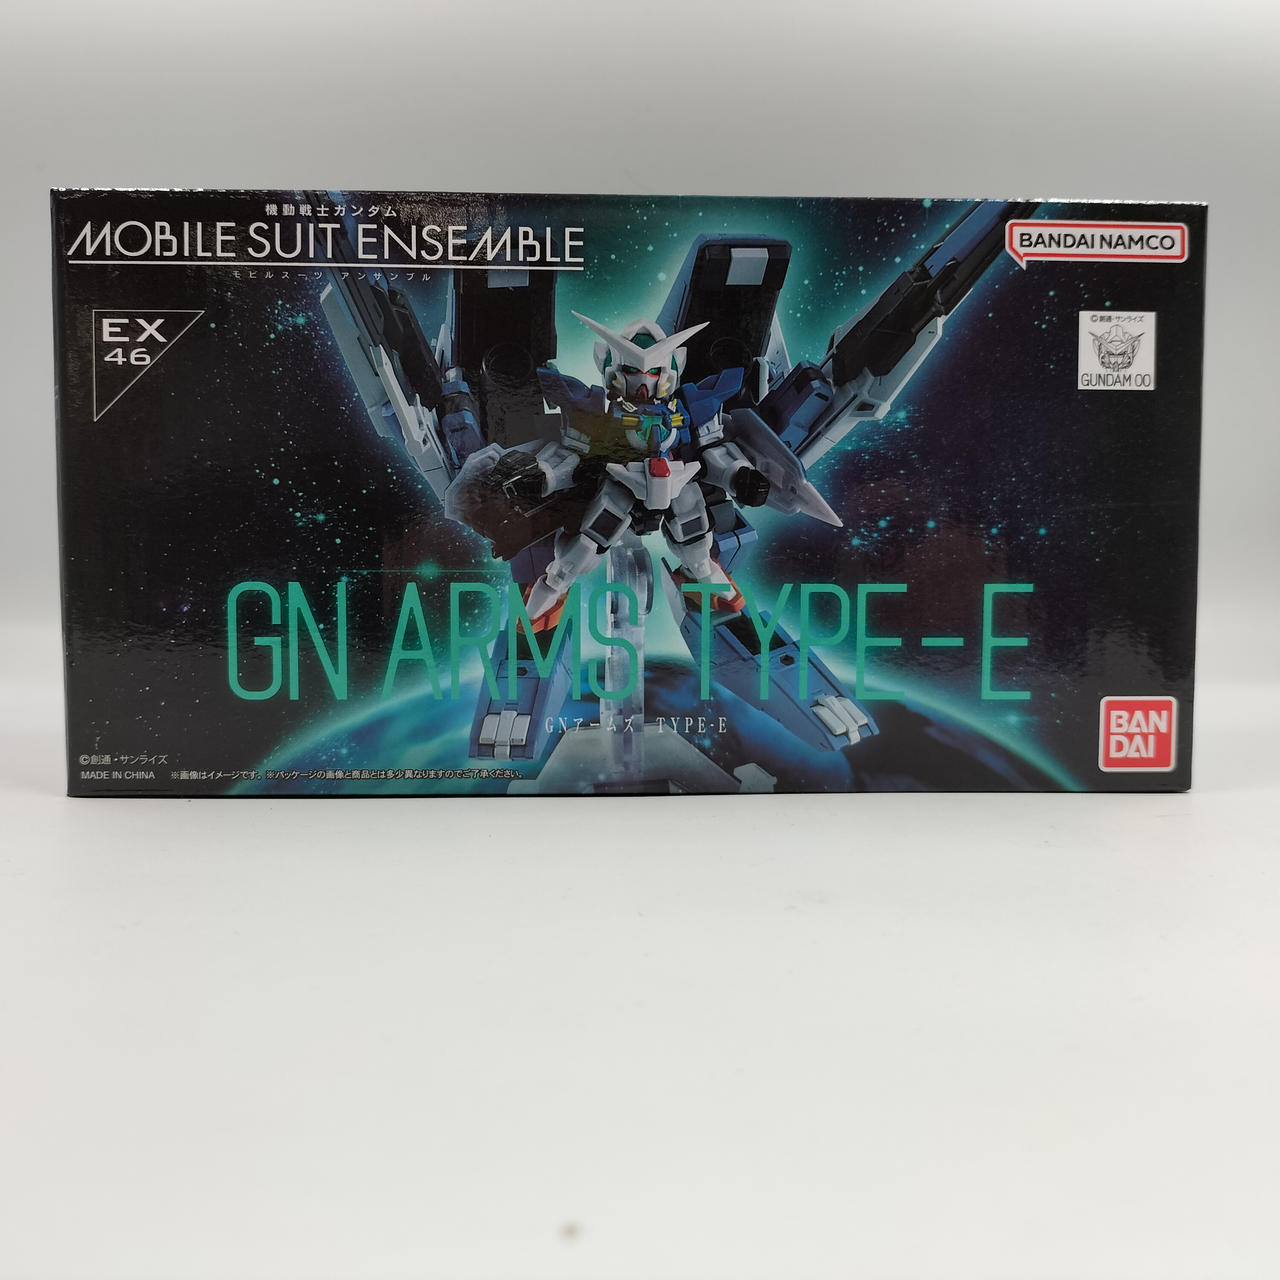 機動戦士ガンダム
MOBILE SUIT ENSEMBLE
モビルスーツ アンサンブル
EX
46
BANDAI NAMCO
©創通・サンライズ
GUNDAM 00
GN ARMS TYPE-E
GNアームズ TYPE-E
BAN
DAI
©創通・サンライズ
MADE IN CHINA ※画像はイメージです。※パッケージの画像と商品とは多少異なりますのでご了承ください。